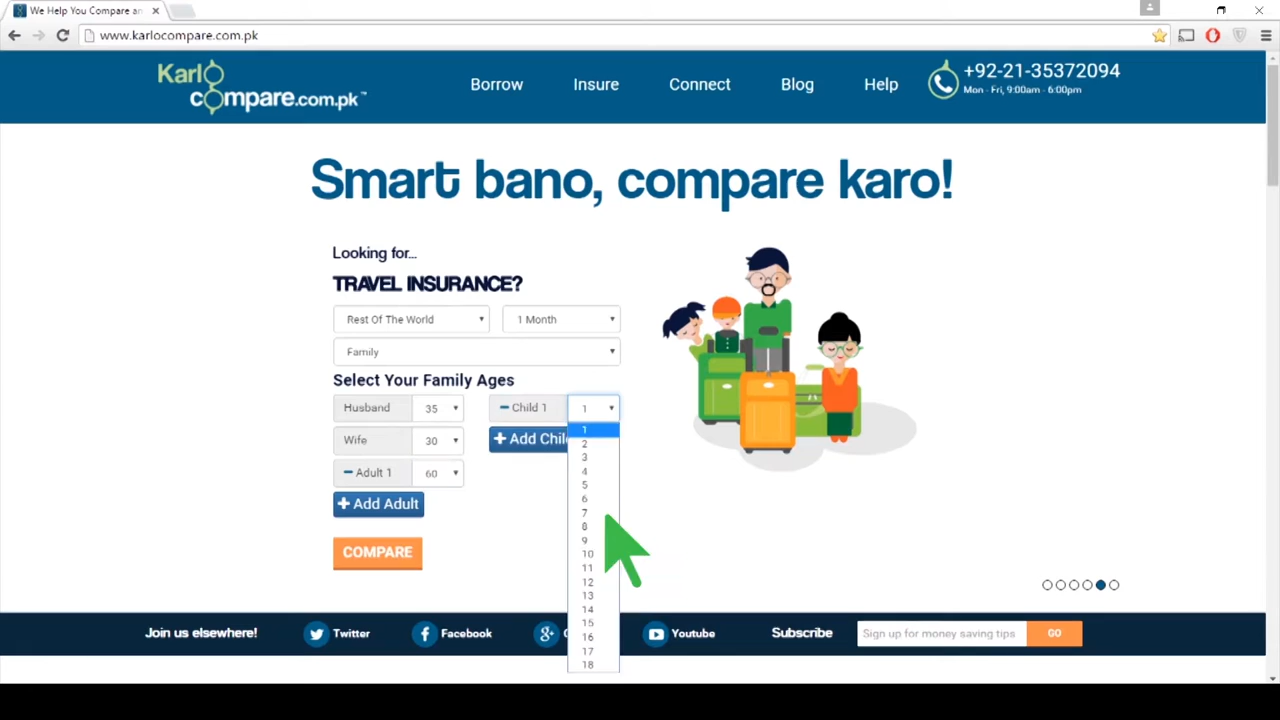 We Help You Compare an
www.karlocompare.com.pk
Karlo
compare.com.pk™
Borrow
Insure
Connect
Blog
Help
+92-21-35372094
Mon - Fri, 9:00am - 6:00pm
Smart bano, compare karo!
Looking for...
TRAVEL INSURANCE?
Rest Of The World
1 Month
Family
Select Your Family Ages
Husband 35
Child 1 1
Wife 30
+ Add Chil
Adult 1 60
+ Add Adult
1
2
3
4
5
6
7
8
9
10
11
12
13
14
15
16
17
18
COMPARE
Join us elsewhere!
Twitter
Facebook
g+ G
Youtube
Subscribe
Sign up for money saving tips
GO